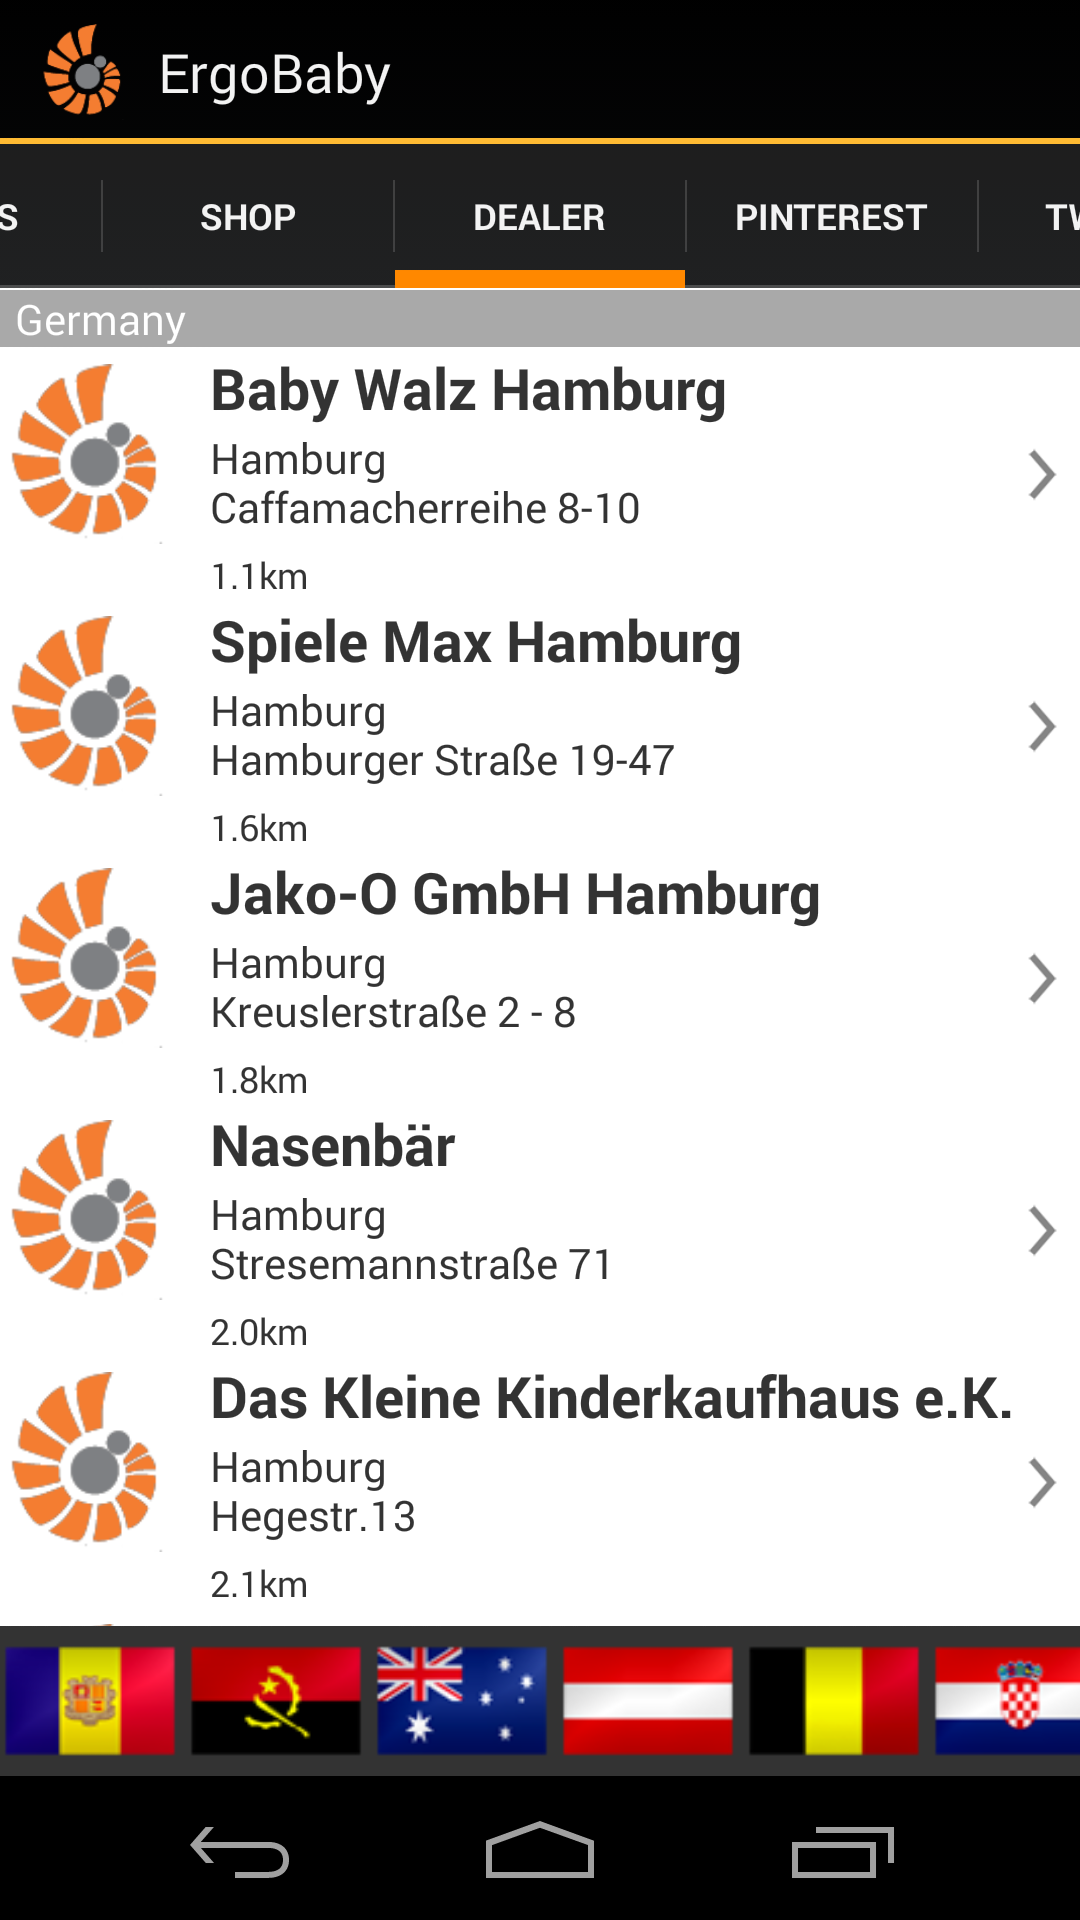 ErgoBaby
S
SHOP
DEALER
PINTEREST
TW
Germany
Baby Walz Hamburg
Hamburg
Caffamacherreihe 8-10
1.1km
Spiele Max Hamburg
Hamburg
Hamburger Straße 19-47
1.6km
Jako-O GmbH Hamburg
Hamburg
Kreuslerstraße 2 - 8
1.8km
Nasenbär
Hamburg
Stresemannstraße 71
2.0km
Das Kleine Kinderkaufhaus e.K.
Hamburg
Hegestr.13
2.1km